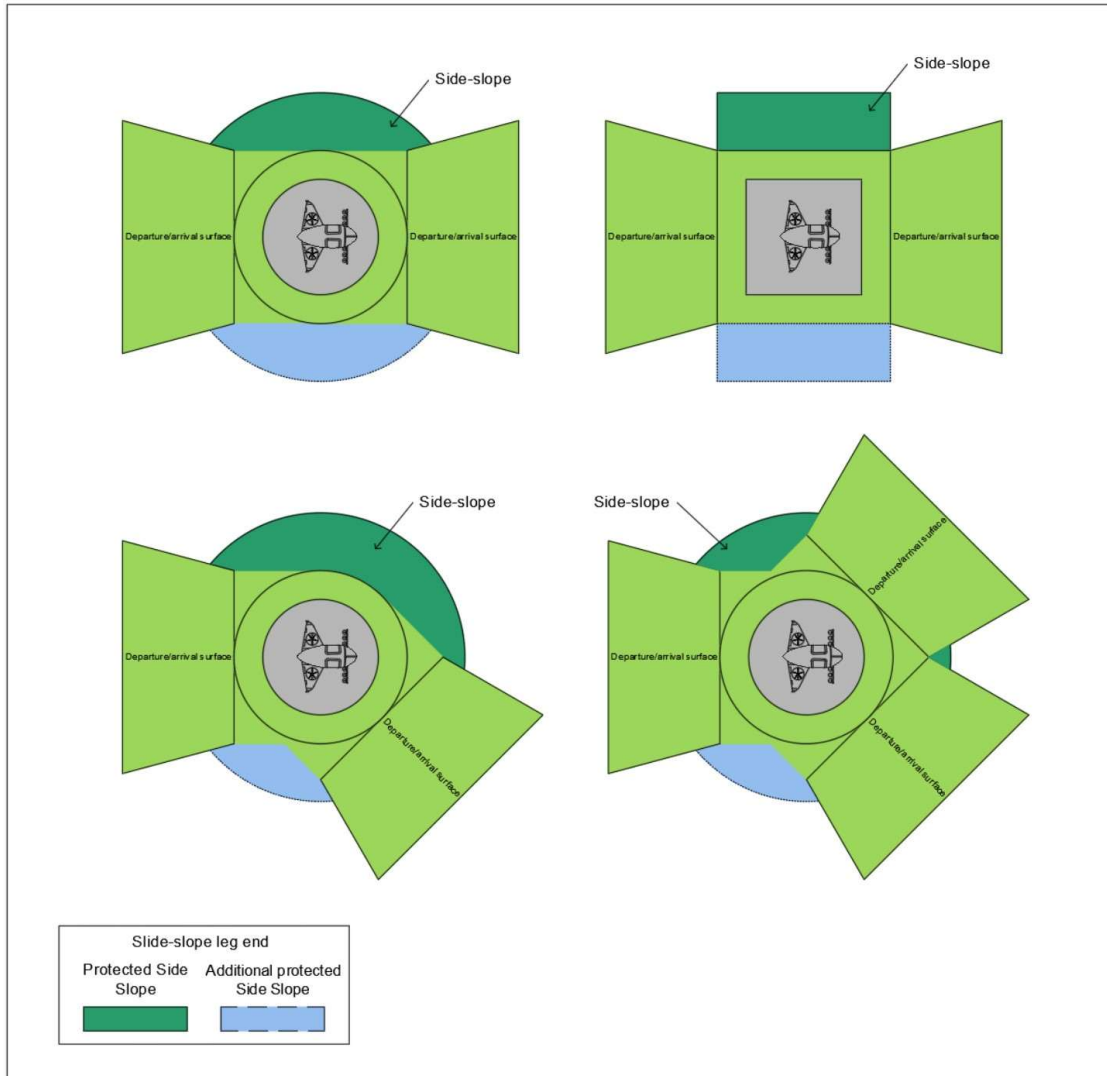 Side-slope
Side-slope
Departure/arrival surface
Departure/arrival surface
Departure/arrival surface
Departure/arrival surface
Side-slope
Side-slope
Departure/arrival surface
Departure/arrival surface
Departure/arrival surface
Departure/arrival surface
Departure/arrival surface
Slide-slope leg end
Protected Side
Slope
Additional protected
Side Slope